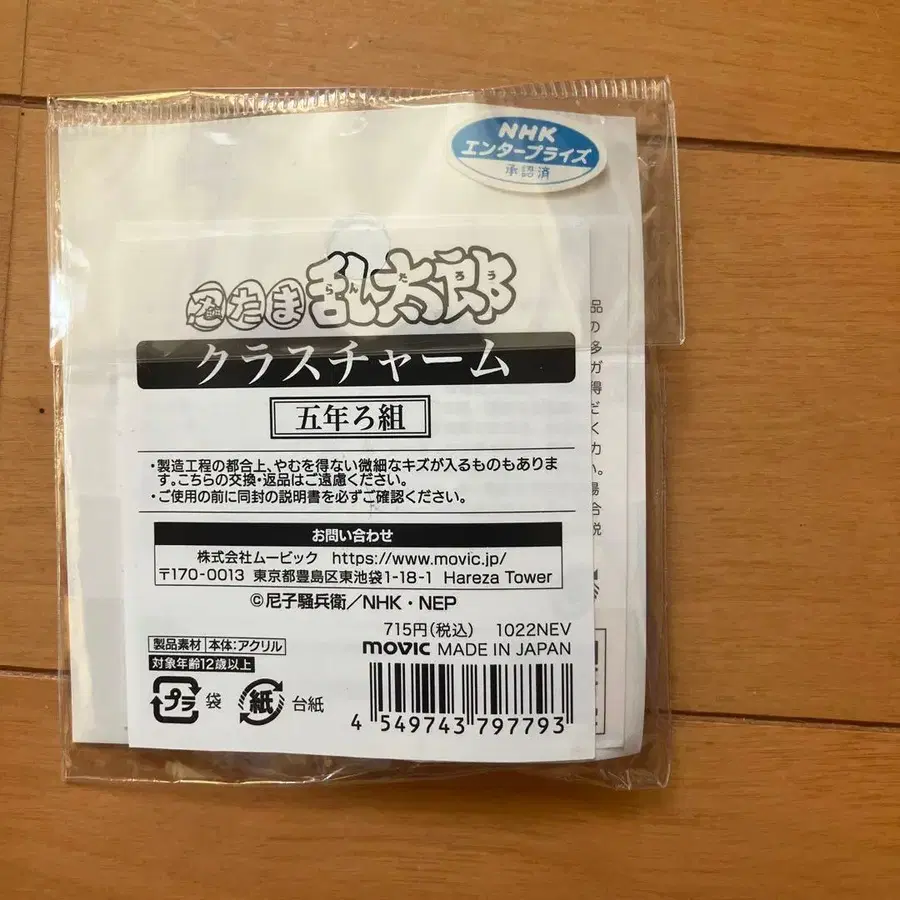 NHK
エンタープライズ
承認済
忍たま乱太郎
らんたろう
クラスチャーム
五年ろ組
・製造工程の都合上、やむを得ない微細なキズが入るものもあります。こちらの交換・返品はご遠慮ください。
・ご使用の前に同封の説明書を必ずご確認ください。
お問い合わせ
株式会社ムービック https://www.movic.jp/
〒170-0013 東京都豊島区東池袋1-18-1 Hareza Tower
©尼子騒兵衛／NHK・NEP
715円(税込) 1022NEV
製品素材 本体：アクリル
movic MADE IN JAPAN
対象年齢12歳以上
プラ 袋 紙 台紙
4 549743 797793